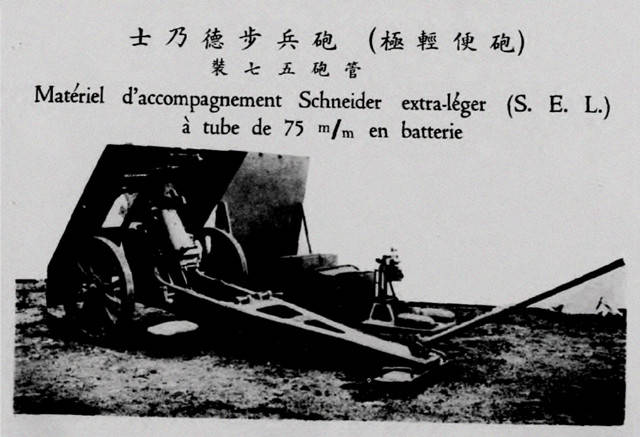 士乃德步兵砲 (極輕便砲)
裝七五砲管
Matériel d'accompagnement Schneider extra-léger (S. E. L.)
à tube de 75 m/m en batterie